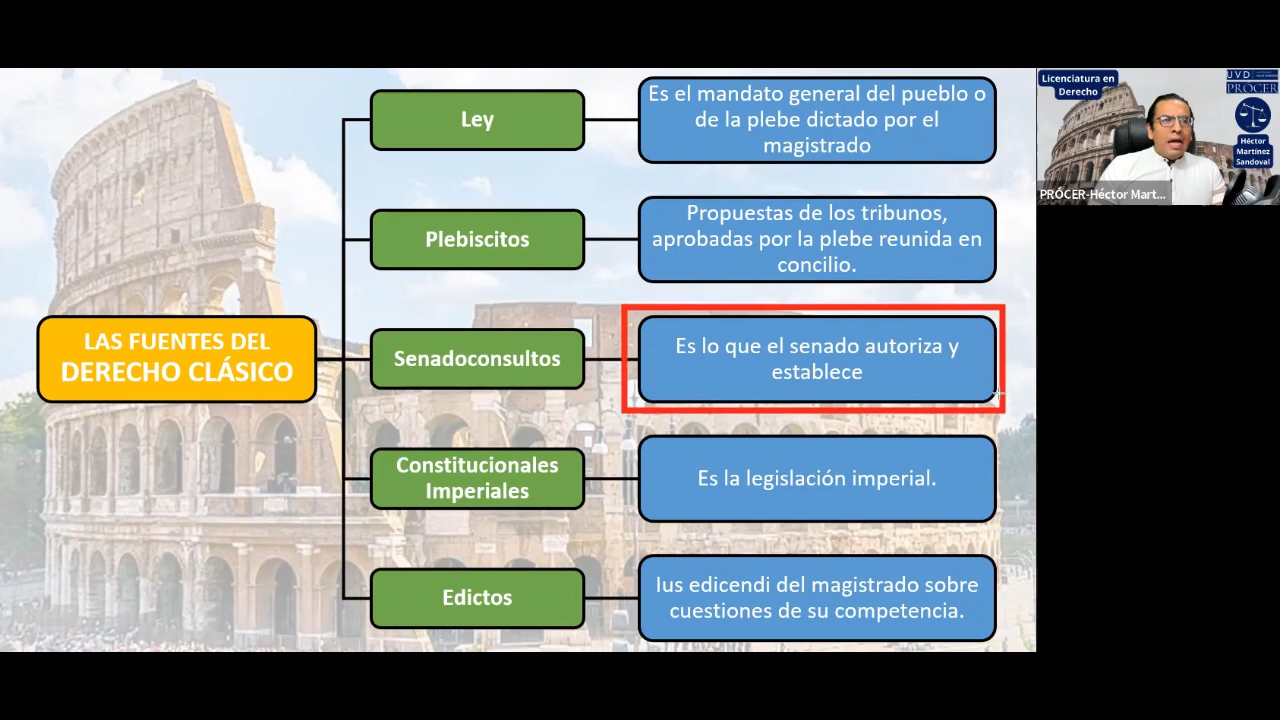 LAS FUENTES DEL
DERECHO CLÁSICO
Ley
Es el mandato general del pueblo o
de la plebe dictado por el
magistrado
Plebiscitos
Propuestas de los tribunos,
aprobadas por la plebe reunida en
concilio.
Senadoconsultos
Es lo que el senado autoriza y
establece
Constitucionales
Imperiales
Es la legislación imperial.
Edictos
Ius edicendi del magistrado sobre
cuestiones de su competencia.
Licenciatura en
Derecho
UVD
PRÓCER
Héctor
Martínez
Sandoval
PRÓCER-Héctor Mart...